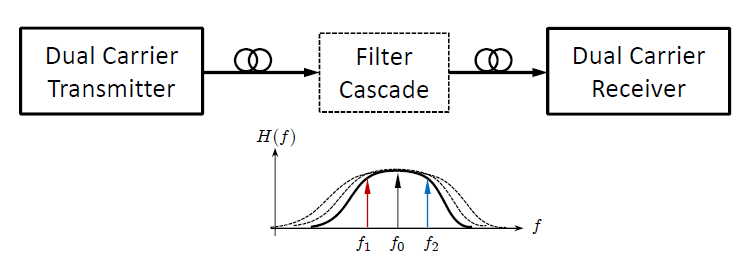 Dual Carrier
Transmitter
Filter
Cascade
Dual Carrier
Receiver
H(f)
f
f₁ f₀ f₂